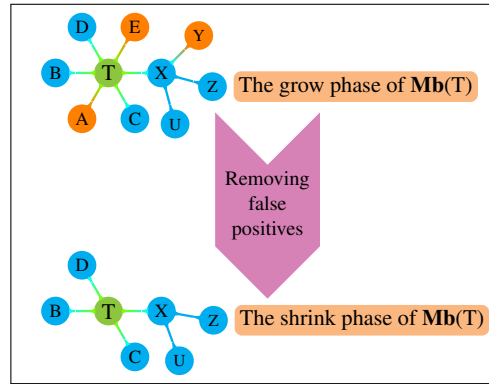 D E Y
B T X Z
The grow phase of Mb(T)
A C U
Removing
false
positives
D
B T X Z
The shrink phase of Mb(T)
C U